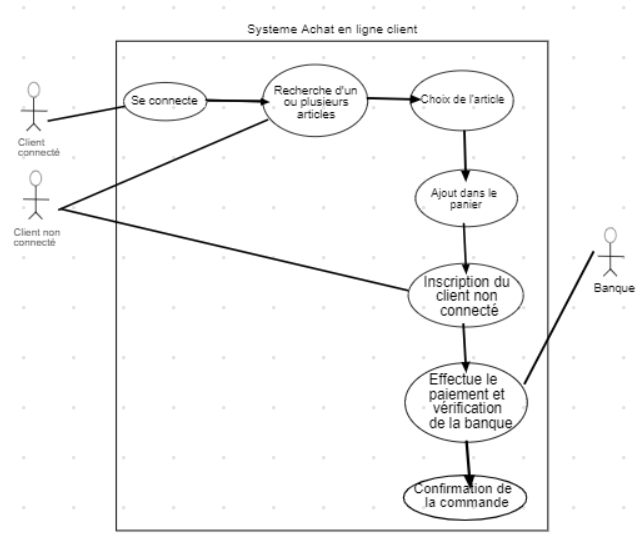 Systeme Achat en ligne client
Se connecte
Recherche d'un
ou plusieurs
articles
Choix de l'article
Client
connecté
Client non
connecté
Ajout dans le
panier
Inscription du
client non
connecté
Banque
Effectue le
paiement et
vérification
de la banque
Confirmation de
la commande